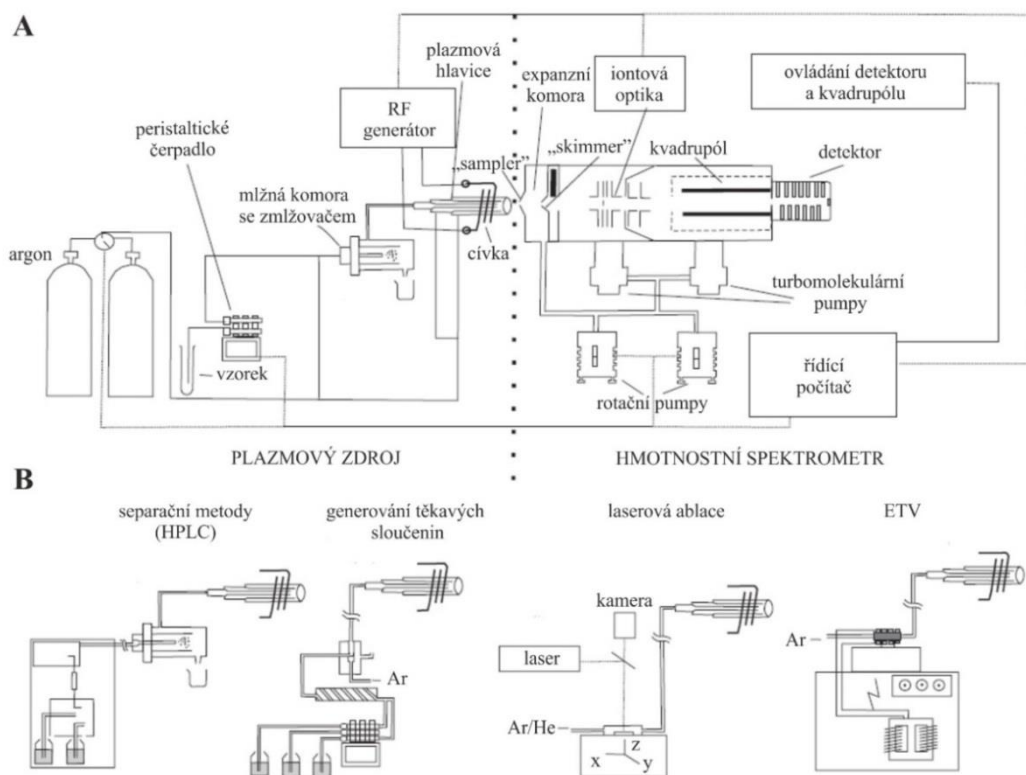 A
plazmová
hlavice
expanzní
komora
iontová
optika
ovládání detektoru
a kvadrupólu
RF
generátor
peristaltické
čerpadlo
„sampler”
„skimmer”
kvadrupól
detektor
mlžná komora
se zmlžovačem
cívka
argon
turbomolekulární
pumpy
vzorek
rotační pumpy
řídící
počítač
PLAZMOVÝ ZDROJ
HMOTNOSTNÍ SPEKTROMETR
B
separační metody
(HPLC)
generování těkavých
sloučenin
laserová ablace
ETV
kamera
laser
Ar
Ar
Ar/He
z
x
y